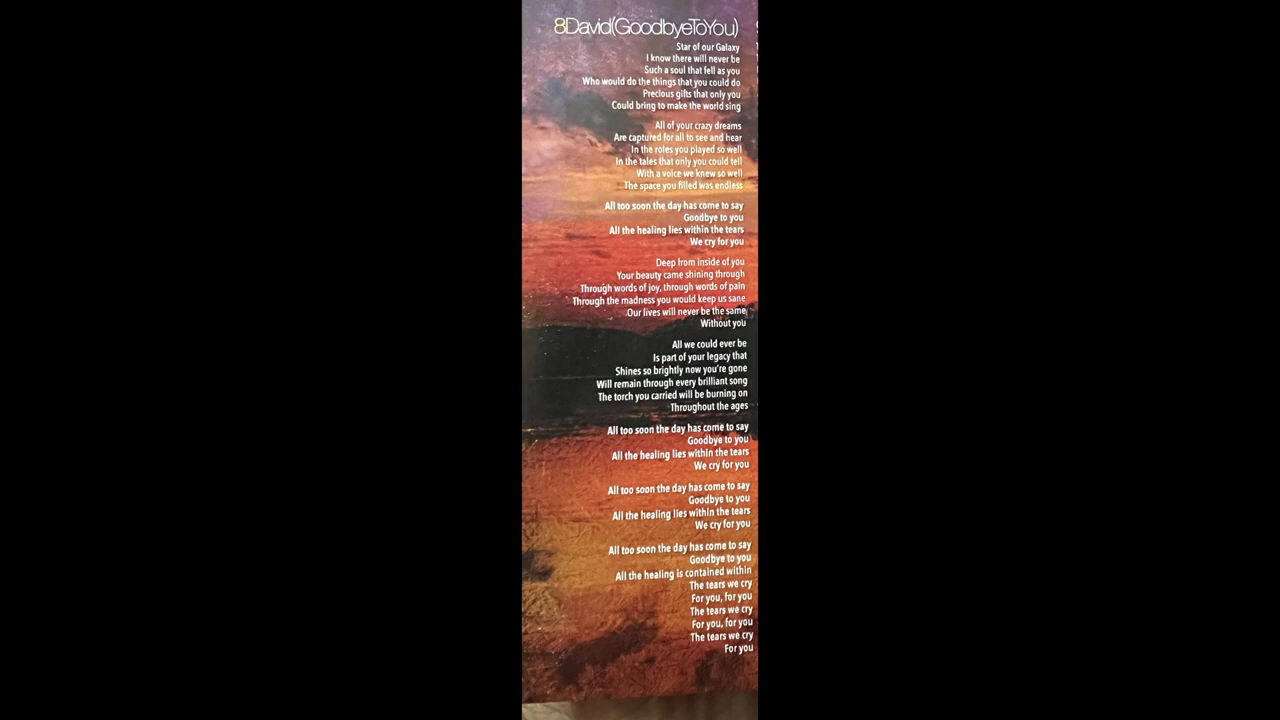 8David(GoodbyeToYou)
Star of our Galaxy
I know there will never be
Such a soul that fell as you
Who would do the things that you could do
Precious gifts that only you
Could bring to make the world sing
All of your crazy dreams
Are captured for all to see and hear
In the roles you played so well
In the tales that only you could tell
With a voice we knew so well
The space you filled was endless
All too soon the day has come to say
Goodbye to you
All the healing lies within the tears
We cry for you
Deep from inside of you
Your beauty came shining through
Through words of joy, through words of pain
Through the madness you would keep us sane
Our lives will never be the same
Without you
All we could ever be
Is part of your legacy that
Shines so brightly now you're gone
Will remain through every brilliant song
The torch you carried will be burning on
Throughout the ages
All too soon the day has come to say
Goodbye to you
All the healing lies within the tears
We cry for you
All too soon the day has come to say
Goodbye to you
All the healing lies within the tears
We cry for you
All too soon the day has come to say
Goodbye to you
All the healing is contained within
The tears we cry
For you, for you
The tears we cry
For you, for you
The tears we cry
For you